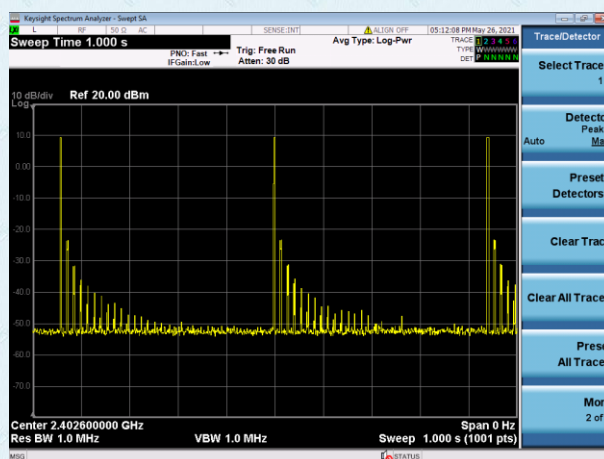 Keysight Spectrum Analyzer - Swept SA
L RF 50 Ω AC SENSE:INT ALIGN OFF 05:12:08 PM May 26, 2021
Sweep Time 1.000 s
PNO: Fast
IFGain:Low
Trig: Free Run
Atten: 30 dB
Avg Type: Log-Pwr
TRACE 1 2 3 4 5 6
TYPE WWWWWW
DET P N N N N N
10 dB/div Ref 20.00 dBm
Log
10.0
0.00
-10.0
-20.0
-30.0
-40.0
-50.0
-60.0
-70.0
Center 2.402600000 GHz Span 0 Hz
Res BW 1.0 MHz VBW 1.0 MHz Sweep 1.000 s (1001 pts)
MSG STATUS
Trace/Detector
Select Trace
1
Detecto
Peak
Auto Ma
Preset
Detectors
Clear Trac
Clear All Trace
Prese
All Trace
Mor
2 of